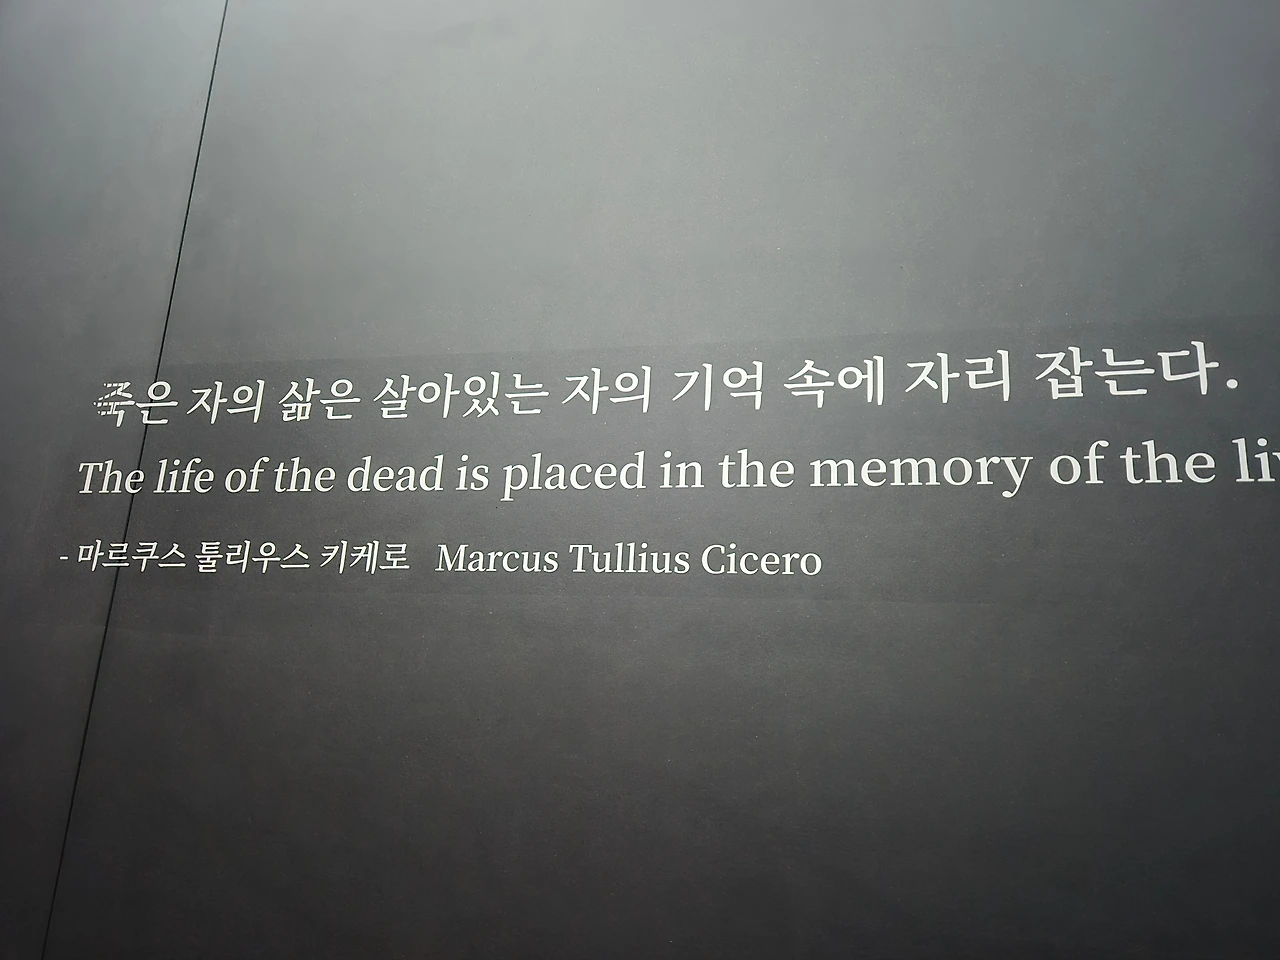 죽은 자의 삶은 살아있는 자의 기억 속에 자리 잡는다.
The life of the dead is placed in the memory of the
- 마르쿠스 툴리우스 키케로 Marcus Tullius Cicero